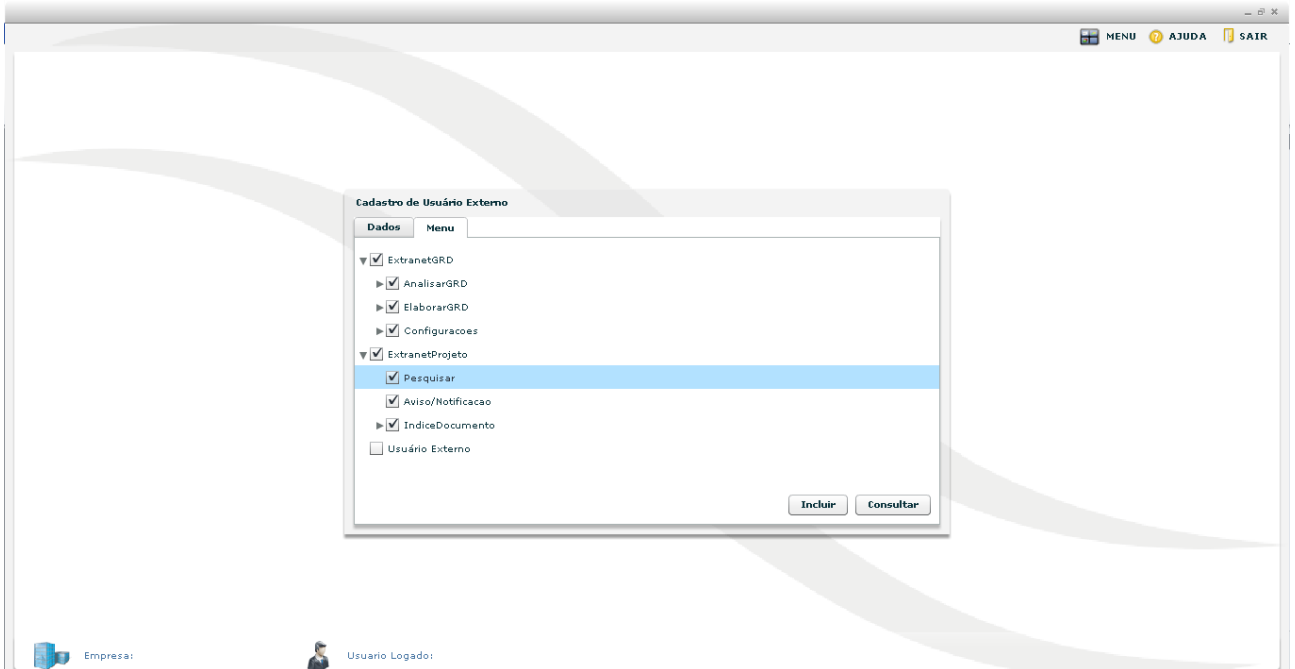 MENU AJUDA SAIR
Cadastro de Usuário Externo
Dados Menu
ExtranetGRD
AnalisarGRD
ElaborarGRD
Configuracoes
ExtranetProjeto
Pesquisar
Aviso/Notificacao
IndiceDocumento
Usuário Externo
Incluir Consultar
Empresa: Usuario Logado: